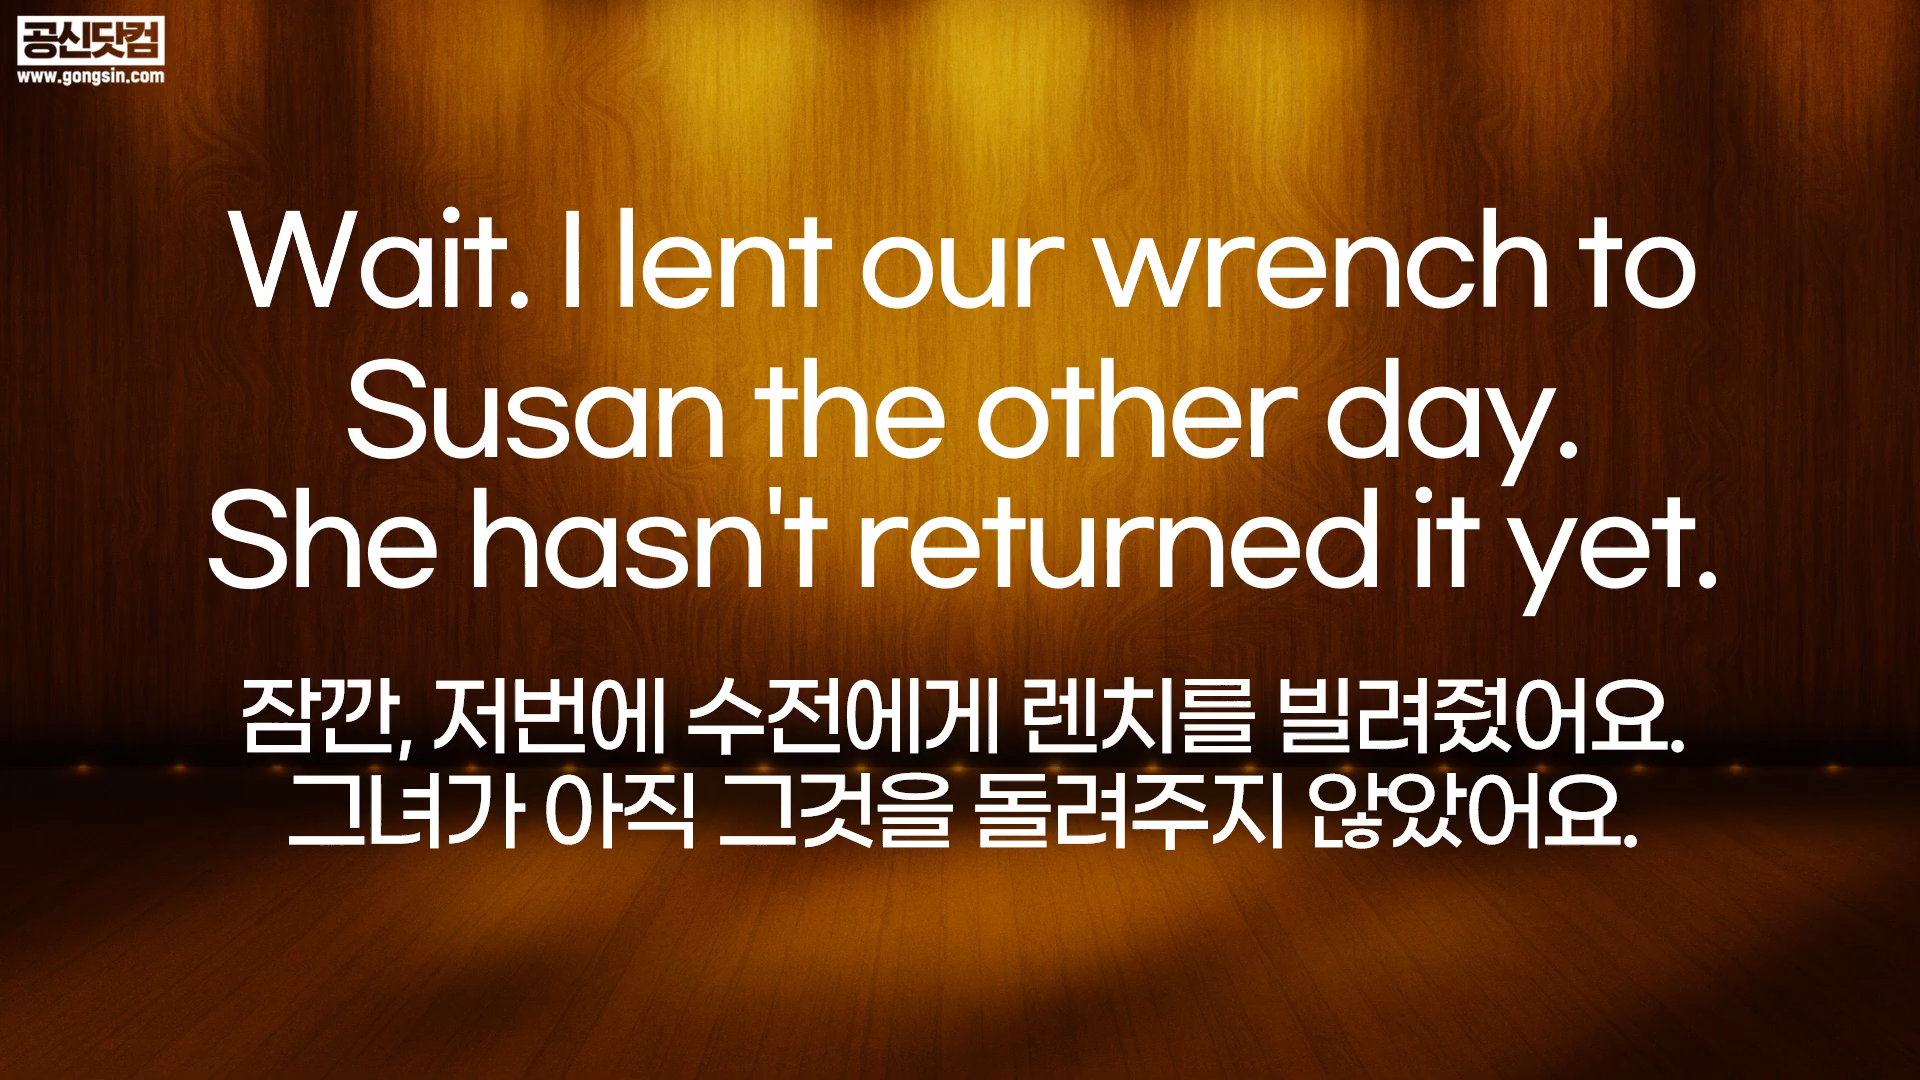 공신닷컴
www.gongsin.com
Wait. I lent our wrench to
Susan the other day.
She hasn't returned it yet.
잠깐, 저번에 수전에게 렌치를 빌려줬어요.
그녀가 아직 그것을 돌려주지 않았어요.